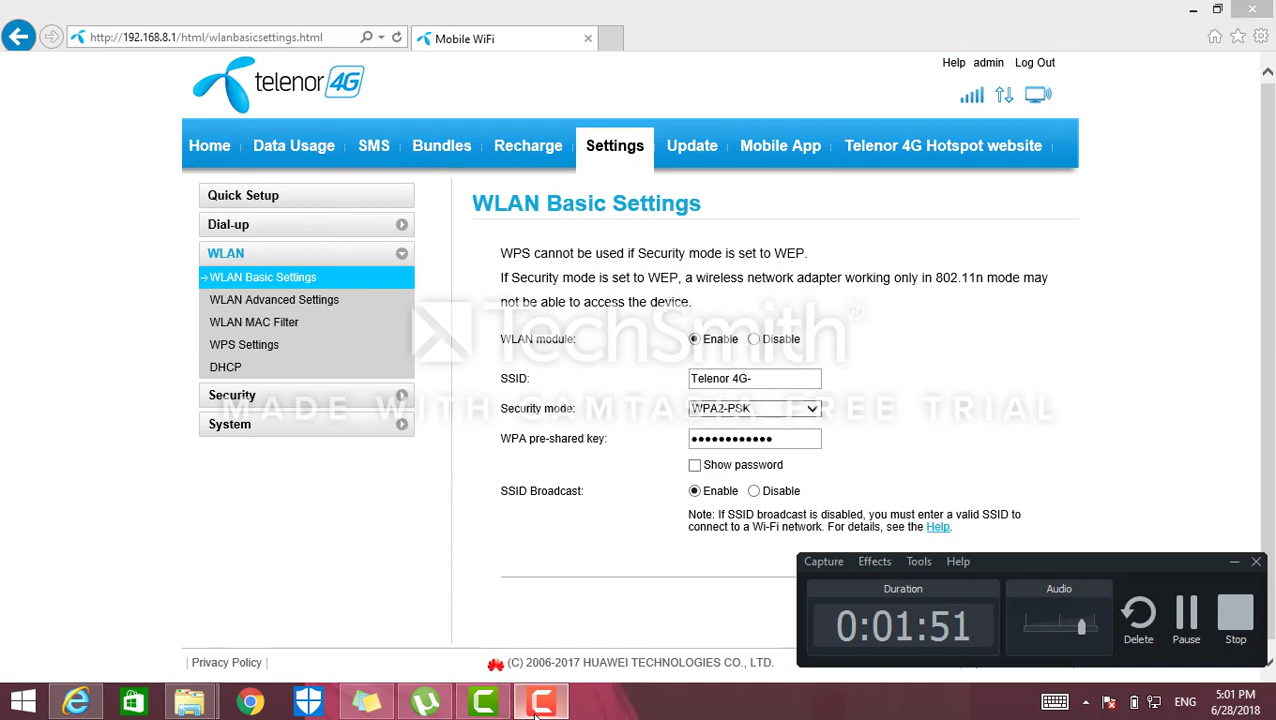 http://192.168.8.1/html/wlanbasicsettings.html
Mobile WiFi
telenor 4G
Help admin Log Out
Home Data Usage SMS Bundles Recharge Settings Update Mobile App Telenor 4G Hotspot website
Quick Setup
Dial-up
WLAN
WLAN Basic Settings
WLAN Advanced Settings
WLAN MAC Filter
WPS Settings
DHCP
Security
System
WLAN Basic Settings
WPS cannot be used if Security mode is set to WEP.
If Security mode is set to WEP, a wireless network adapter working only in 802.11n mode may
not be able to access the device.
WLAN module: Enable Disable
SSID: Telenor 4G-
Security mode: WPA2-PSK
WPA pre-shared key: ••••••••••••
Show password
SSID Broadcast: Enable Disable
Note: If SSID broadcast is disabled, you must enter a valid SSID to
connect to a Wi-Fi network. For details, see the Help.
TechSmith®
MADE WITH CAMTASIA FREE TRIAL
Capture Effects Tools Help
Duration
0:01:51
Audio
Delete Pause Stop
| Privacy Policy |
(C) 2006-2017 HUAWEI TECHNOLOGIES CO., LTD.
ENG
5:01 PM
6/28/2018